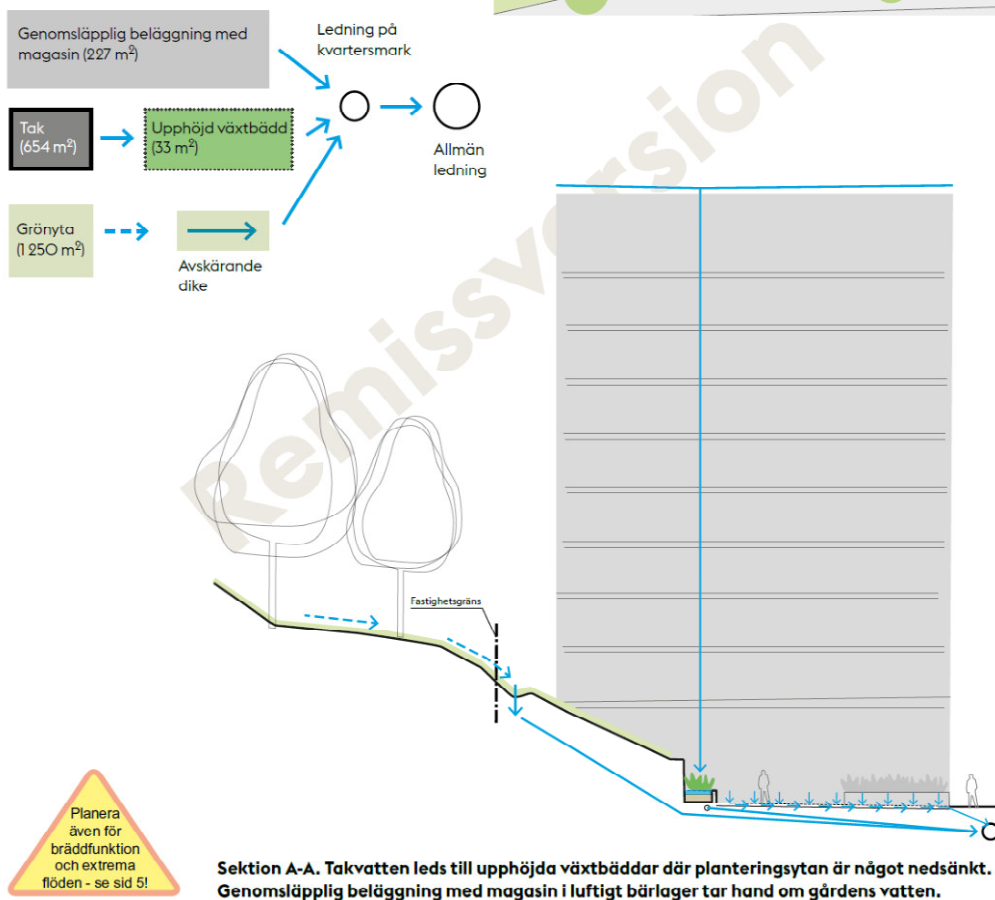 Genomsläpplig beläggning med
magasin (227 m²)
Ledning på
kvartersmark
Tak
(654 m²)
Upphöjd växtbädd
(33 m²)
Allmän
ledning
Grönyta
(1 250 m²)
Avskärande
dike
Remissversion
Fastighetsgräns
Planera
även för
bräddfunktion
och extrema
flöden - se sid 5!
Sektion A-A. Takvatten leds till upphöjda växtbäddar där planteringsytan är något nedsänkt.
Genomsläpplig beläggning med magasin i luftigt bärlager tar hand om gårdens vatten.